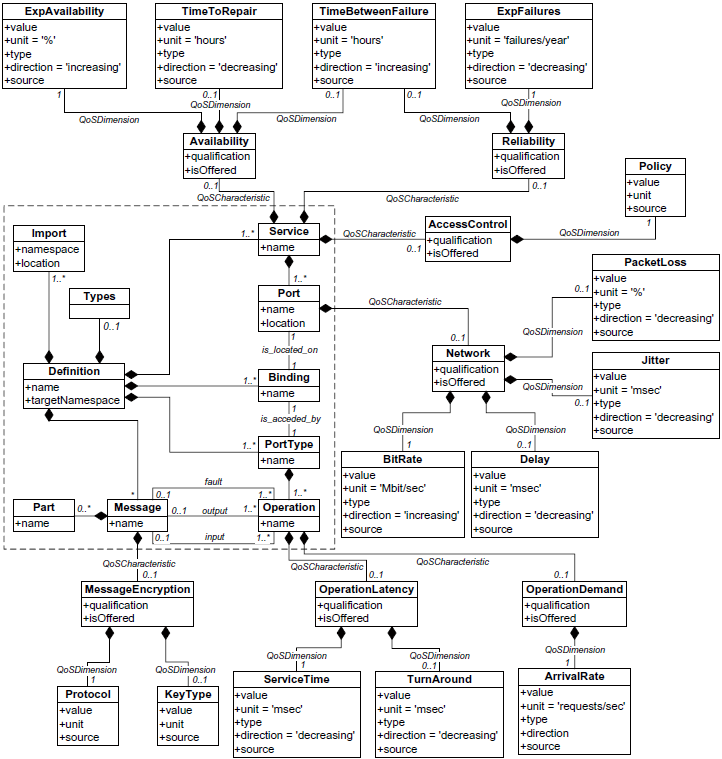 ExpAvailability
+value
+unit = '%'
+type
+direction = 'increasing'
+source
TimeToRepair
+value
+unit = 'hours'
+type
+direction = 'decreasing'
+source
TimeBetweenFailure
+value
+unit = 'hours'
+type
+direction = 'increasing'
+source
ExpFailures
+value
+unit = 'failures/year'
+type
+direction = 'decreasing'
+source
1
0..1
0..1
0..1
1
QoSDimension
QoSDimension
QoSDimension
QoSDimension
QoSDimension
Availability
+qualification
+isOffered
Reliability
+qualification
+isOffered
0..1
QoSCharacteristic
0..1
QoSCharacteristic
Policy
+value
+unit
+source
1
QoSDimension
Import
+namespace
+location
1..*
Types
0..1
1..*
Service
+name
QoSCharacteristic
0..1
AccessControl
+qualification
+isOffered
Port
+name
+location
QoSCharacteristic
0..1
PacketLoss
+value
+unit = '%'
+type
+direction = 'decreasing'
+source
0..1
QoSDimension
1
is_located_on
1
Network
+qualification
+isOffered
Jitter
+value
+unit = 'msec'
+type
+direction = 'decreasing'
+source
QoSDimension
0..1
Definition
+name
+targetNamespace
1..*
Binding
+name
1
is_acceded_by
1
1..*
PortType
+name
QoSDimension
1
QoSDimension
0..1
BitRate
+value
+unit = 'Mbit/sec'
+type
+direction = 'increasing'
+source
Delay
+value
+unit = 'msec'
+type
+direction = 'decreasing'
+source
Part
+name
0..*
*
Message
+name
fault
0..1
1..*
1..*
0..1
output
1..*
0..1
input
1..*
Operation
+name
QoSCharacteristic
0..1
QoSCharacteristic
0..1
QoSCharacteristic
0..1
MessageEncryption
+qualification
+isOffered
OperationLatency
+qualification
+isOffered
OperationDemand
+qualification
+isOffered
QoSDimension
1
QoSDimension
0..1
QoSDimension
1
QoSDimension
0..1
QoSDimension
1
Protocol
+value
+unit
+source
KeyType
+value
+unit
+source
ServiceTime
+value
+unit = 'msec'
+type
+direction = 'decreasing'
+source
TurnAround
+value
+unit = 'msec'
+type
+direction = 'decreasing'
+source
ArrivalRate
+value
+unit = 'requests/sec'
+type
+direction
+source